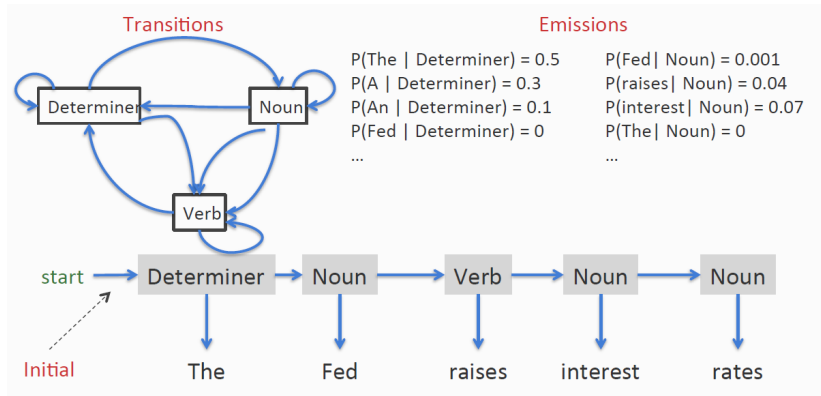 Transitions
Emissions
Determiner
Noun
Verb
P(The | Determiner) = 0.5
P(A | Determiner) = 0.3
P(An | Determiner) = 0.1
P(Fed | Determiner) = 0
...
P(Fed| Noun) = 0.001
P(raises| Noun) = 0.04
P(interest| Noun) = 0.07
P(The| Noun) = 0
...
start Determiner Noun Verb Noun Noun
Initial
The Fed raises interest rates